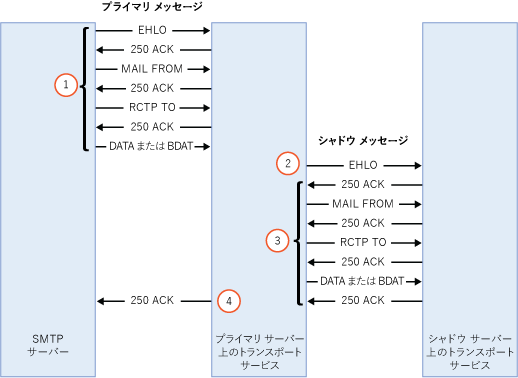 プライマリ メッセージ
EHLO
250 ACK
MAIL FROM
250 ACK
RCTP TO
250 ACK
DATA または BDAT
1
シャドウ メッセージ
2
EHLO
250 ACK
MAIL FROM
250 ACK
3
RCTP TO
250 ACK
DATA または BDAT
250 ACK
250 ACK
4
SMTP
サーバー
プライマリ サーバー
上のトランスポート
サービス
シャドウ サーバー
上のトランスポート
サービス